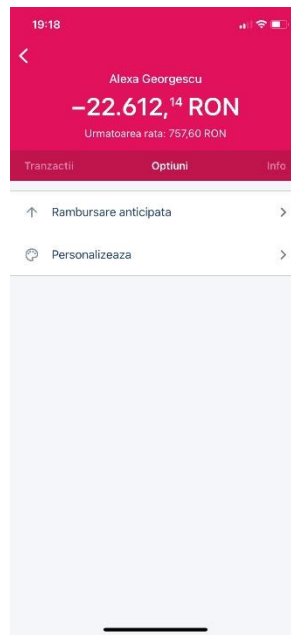 19:18
Alexa Georgescu
−22.612,14 RON
Urmatoarea rata: 757,60 RON
Tranzactii Optiuni Info
Rambursare anticipata
Personalizeaza